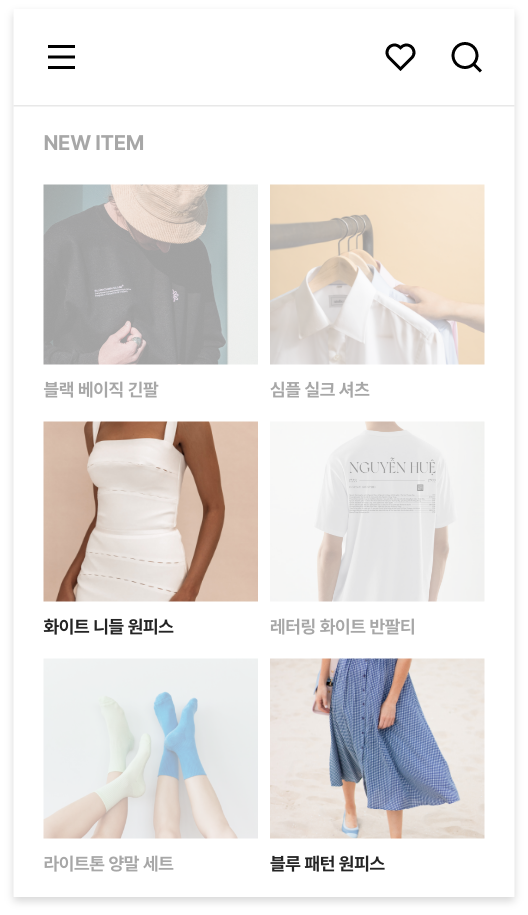 NEW ITEM
블랙 베이직 긴팔
심플 실크 셔츠
NGUYỄN HUỆ
화이트 니들 원피스
레터링 화이트 반팔티
라이트톤 양말 세트
블루 패턴 원피스